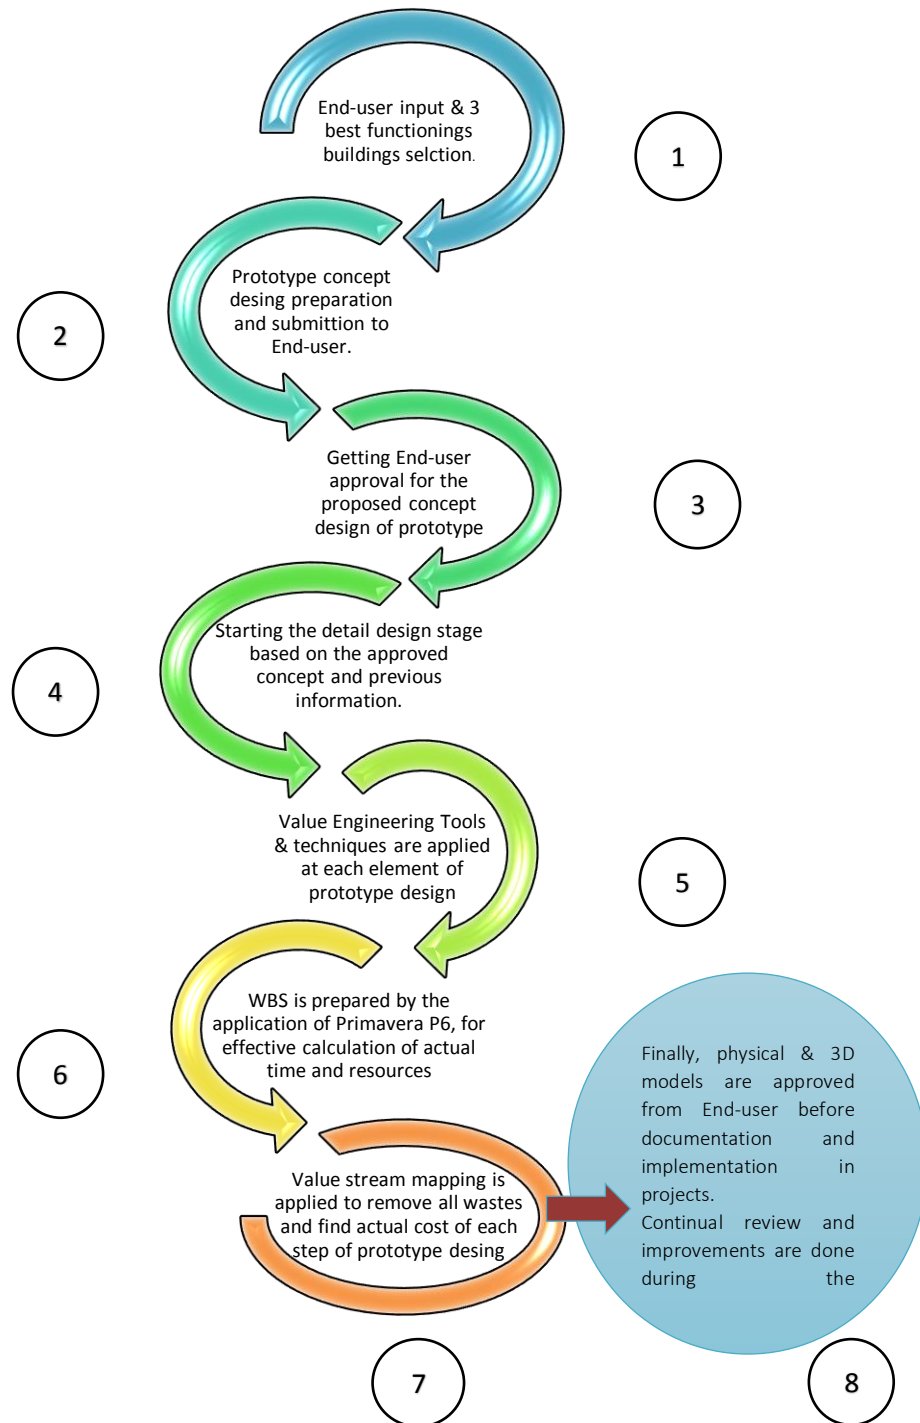 End-user input & 3
best functionings
buildings selction.
1
Prototype concept
desing preparation
and submittion to
End-user.
2
Getting End-user
approval for the
proposed concept
design of prototype
3
Starting the detail design stage
based on the approved
concept and previous
information.
4
Value Engineering Tools
& techniques are applied
at each element of
prototype design
5
WBS is prepared by the
application of Primavera P6, for
effective calculation of actual
time and resources
6
Value stream mapping is
applied to remove all wastes
and find actual cost of each
step of prototype desing
7
Finally, physical & 3D
models are approved
from End-user before
documentation and
implementation in
projects.
Continual review and
improvements are done
during the
8